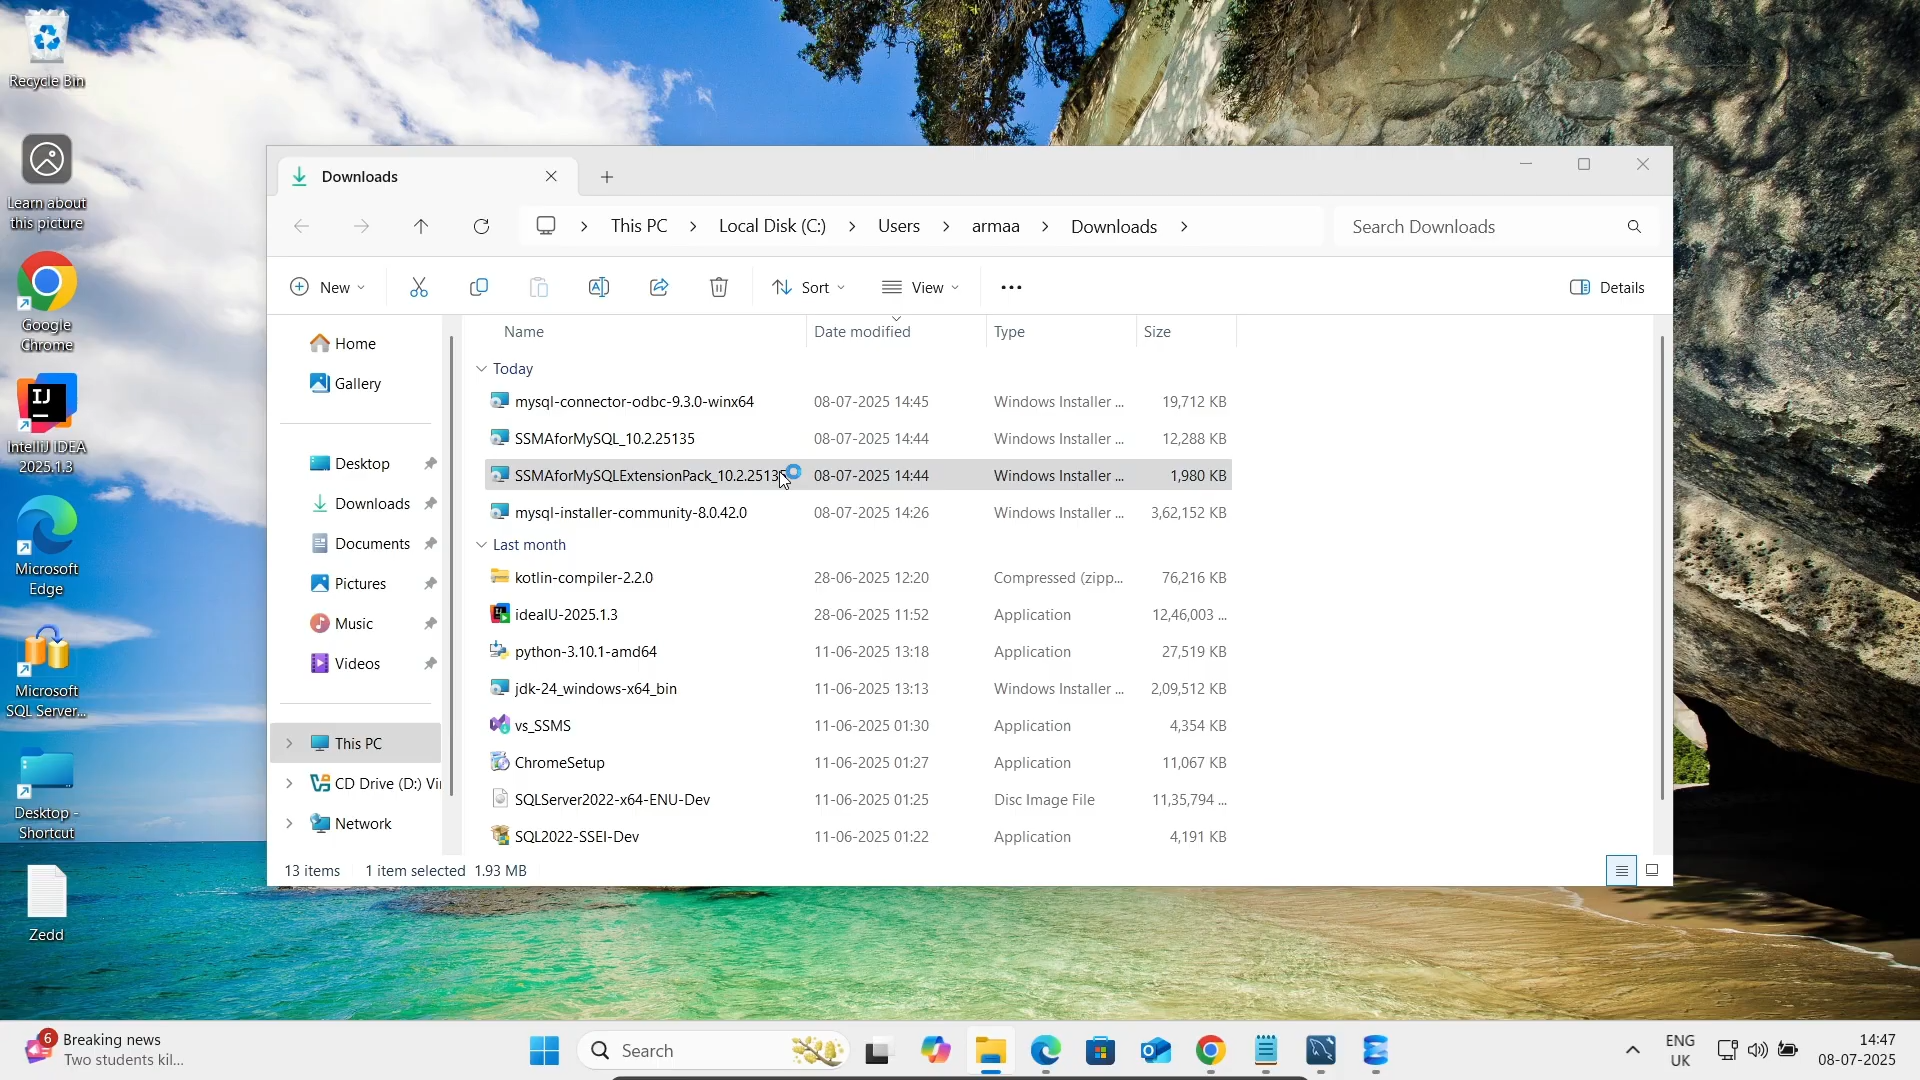 Recycle Bin
Learn about
this picture
Google
Chrome
IntelliJ IDEA
2025.1.3
Microsoft
Edge
Microsoft
SQL Server...
Desktop -
Shortcut
Zedd
Downloads
This PC
Local Disk (C:)
Users
armaa
Downloads
Search Downloads
New
Sort
View
Details
Home
Gallery
Desktop
Downloads
Documents
Pictures
Music
Videos
This PC
CD Drive (D:) Vi
Network
Name Date modified Type Size
Today
mysql-connector-odbc-9.3.0-winx64 08-07-2025 14:45 Windows Installer ... 19,712 KB
SSMAforMySQL_10.2.25135 08-07-2025 14:44 Windows Installer ... 12,288 KB
SSMAforMySQLExtensionPack_10.2.25135 08-07-2025 14:44 Windows Installer ... 1,980 KB
mysql-installer-community-8.0.42.0 08-07-2025 14:26 Windows Installer ... 3,62,152 KB
Last month
kotlin-compiler-2.2.0 28-06-2025 12:20 Compressed (zipp... 76,216 KB
ideaIU-2025.1.3 28-06-2025 11:52 Application 12,46,003 ...
python-3.10.1-amd64 11-06-2025 13:18 Application 27,519 KB
jdk-24_windows-x64_bin 11-06-2025 13:13 Windows Installer ... 2,09,512 KB
vs_SSMS 11-06-2025 01:30 Application 4,354 KB
ChromeSetup 11-06-2025 01:27 Application 11,067 KB
SQLServer2022-x64-ENU-Dev 11-06-2025 01:25 Disc Image File 11,35,794 ...
SQL2022-SSEI-Dev 11-06-2025 01:22 Application 4,191 KB
13 items 1 item selected 1.93 MB
6
Breaking news
Two students kil...
Search
ENG
UK
14:47
08-07-2025